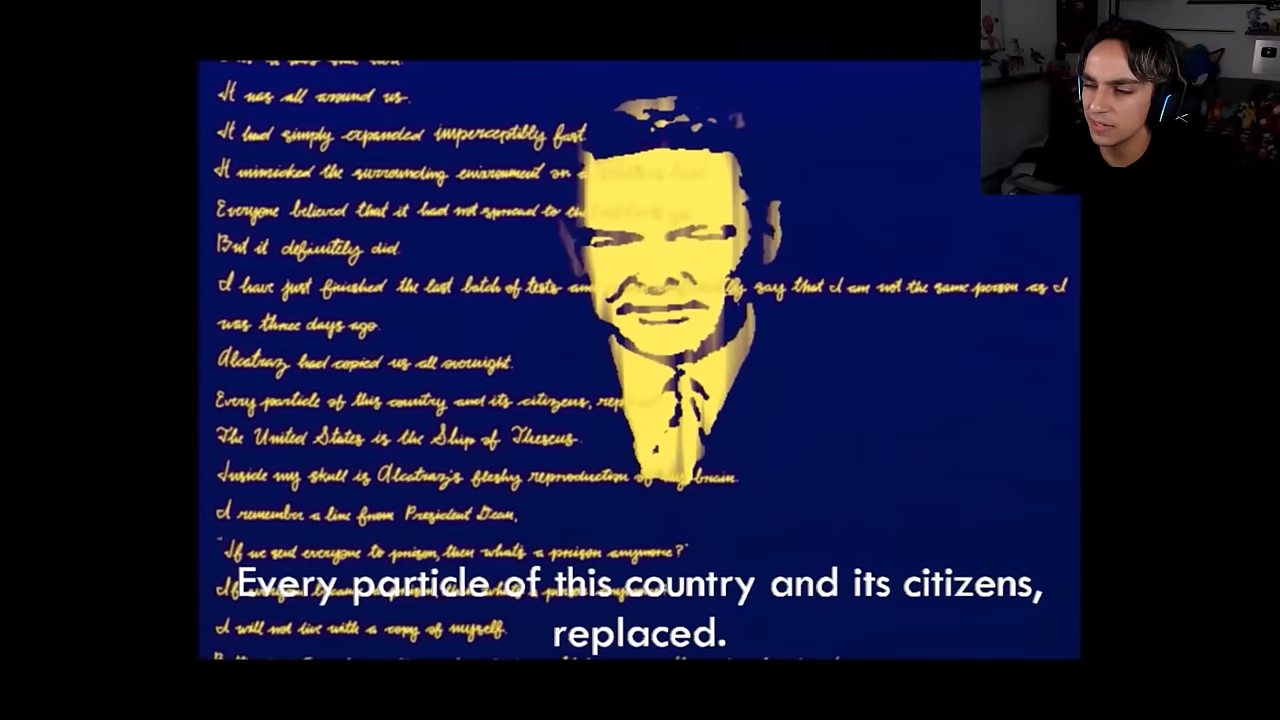 It was all around us.
It had simply expanded imperceptibly fast
It mimicked the surrounding environment on a
Everyone believed that it had not spread to
But it definitely did.
I have just finished the last batch of tests an say that I am not the same person as I
was three days ago.
Alcatraz had copied us all overnight.
Every particle of this country and its citizens, rep
The United States is the Ship of Theseus.
Inside my skull is Alcatraz's fleshy reproduction of my brain.
I remember a line from President Dean,
"If we sent everyone to prison, then what's a prison anymore?"
Every particle of this country and its citizens,
I will not live with a copy of myself.
replaced.